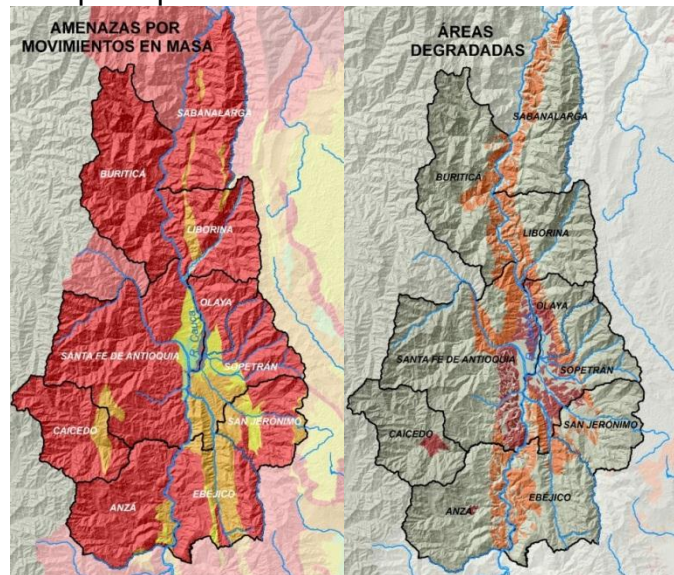 AMENAZAS POR
MOVIMIENTOS EN MASA
SABANALARGA
BURITICÁ
LIBORINA
OLAYA
R. Cauca
SANTA FE DE ANTIOQUIA
SOPETRÁN
SAN JERÓNIMO
CAICEDO
EBÉJICO
ANZÁ
ÁREAS
DEGRADADAS
SABANALARGA
BURITICÁ
LIBORINA
OLAYA
SANTA FE DE ANTIOQUIA
SOPETRÁN
SAN JERÓNIMO
CAICEDO
EBÉJICO
ANZÁ